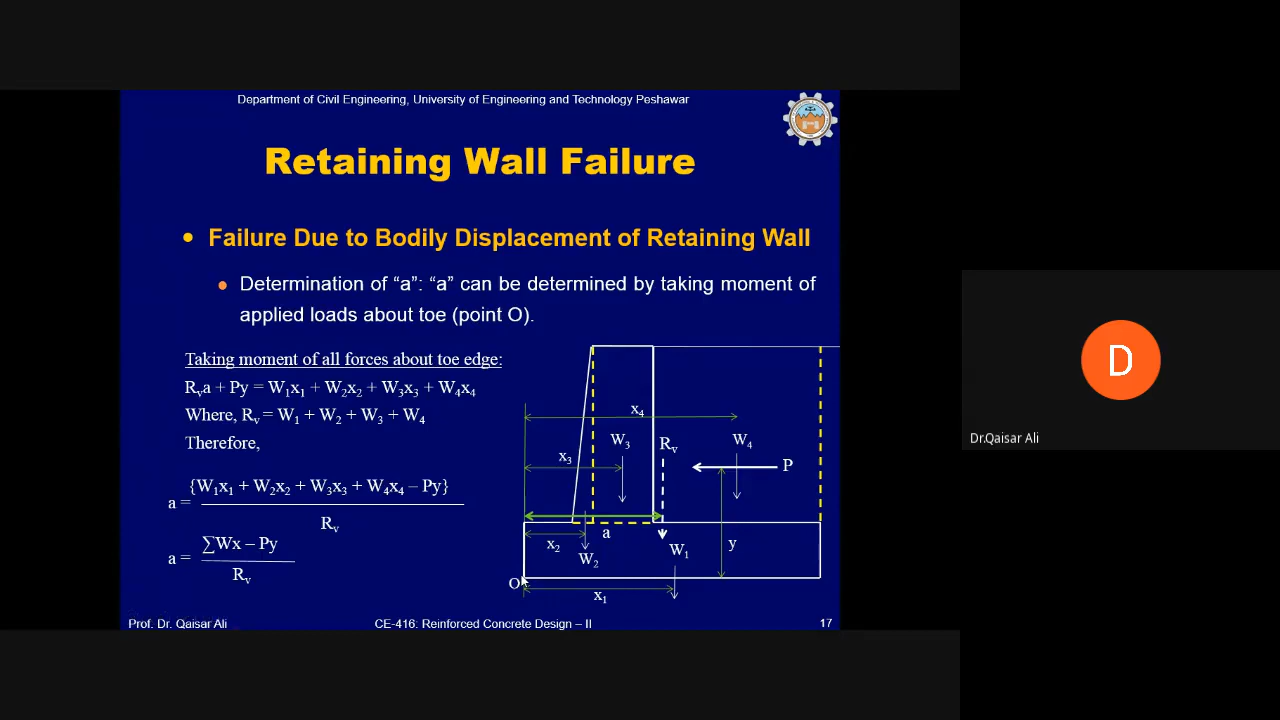 Department of Civil Engineering, University of Engineering and Technology Peshawar
Retaining Wall Failure
• Failure Due to Bodily Displacement of Retaining Wall
• Determination of “a”: “a” can be determined by taking moment of
applied loads about toe (point O).
Taking moment of all forces about toe edge:
Rᵥa + Py = W₁x₁ + W₂x₂ + W₃x₃ + W₄x₄
Where, Rᵥ = W₁ + W₂ + W₃ + W₄
Therefore,
{W₁x₁ + W₂x₂ + W₃x₃ + W₄x₄ – Py}
a =
Rᵥ
∑Wx – Py
a =
Rᵥ
x₄
W₃
Rᵥ
W₄
x₃
P
a
x₂
W₂
W₁
y
O
x₁
Prof. Dr. Qaisar Ali
CE-416: Reinforced Concrete Design – II
17
D
Dr.Qaisar Ali